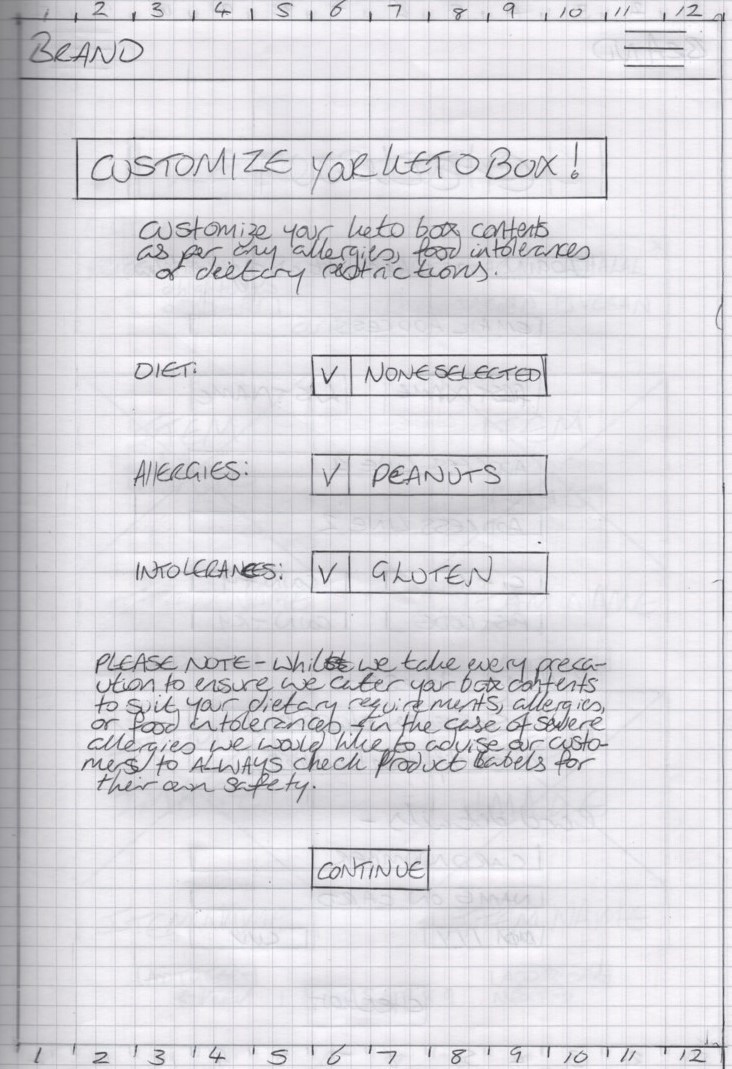 1 2 3 4 5 6 7 8 9 10 11 12
BRAND
CUSTOMIZE YOUR KETO BOX!
Customize your keto box contents
as per any allergies, food intolerances
or dietary restrictions.
DIET: V NONE SELECTED
ALLERGIES: V PEANUTS
INTOLERANCES: V GLUTEN
PLEASE NOTE - Whilst we take every preca-
ution to ensure we cater your box contents
to suit your dietary requirements, allergies,
or food intolerances, in the case of severe
allergies we would like to advise our custo-
mers to ALWAYS check Product labels for
their own safety.
CONTINUE
1 2 3 4 5 6 7 8 9 10 11 12